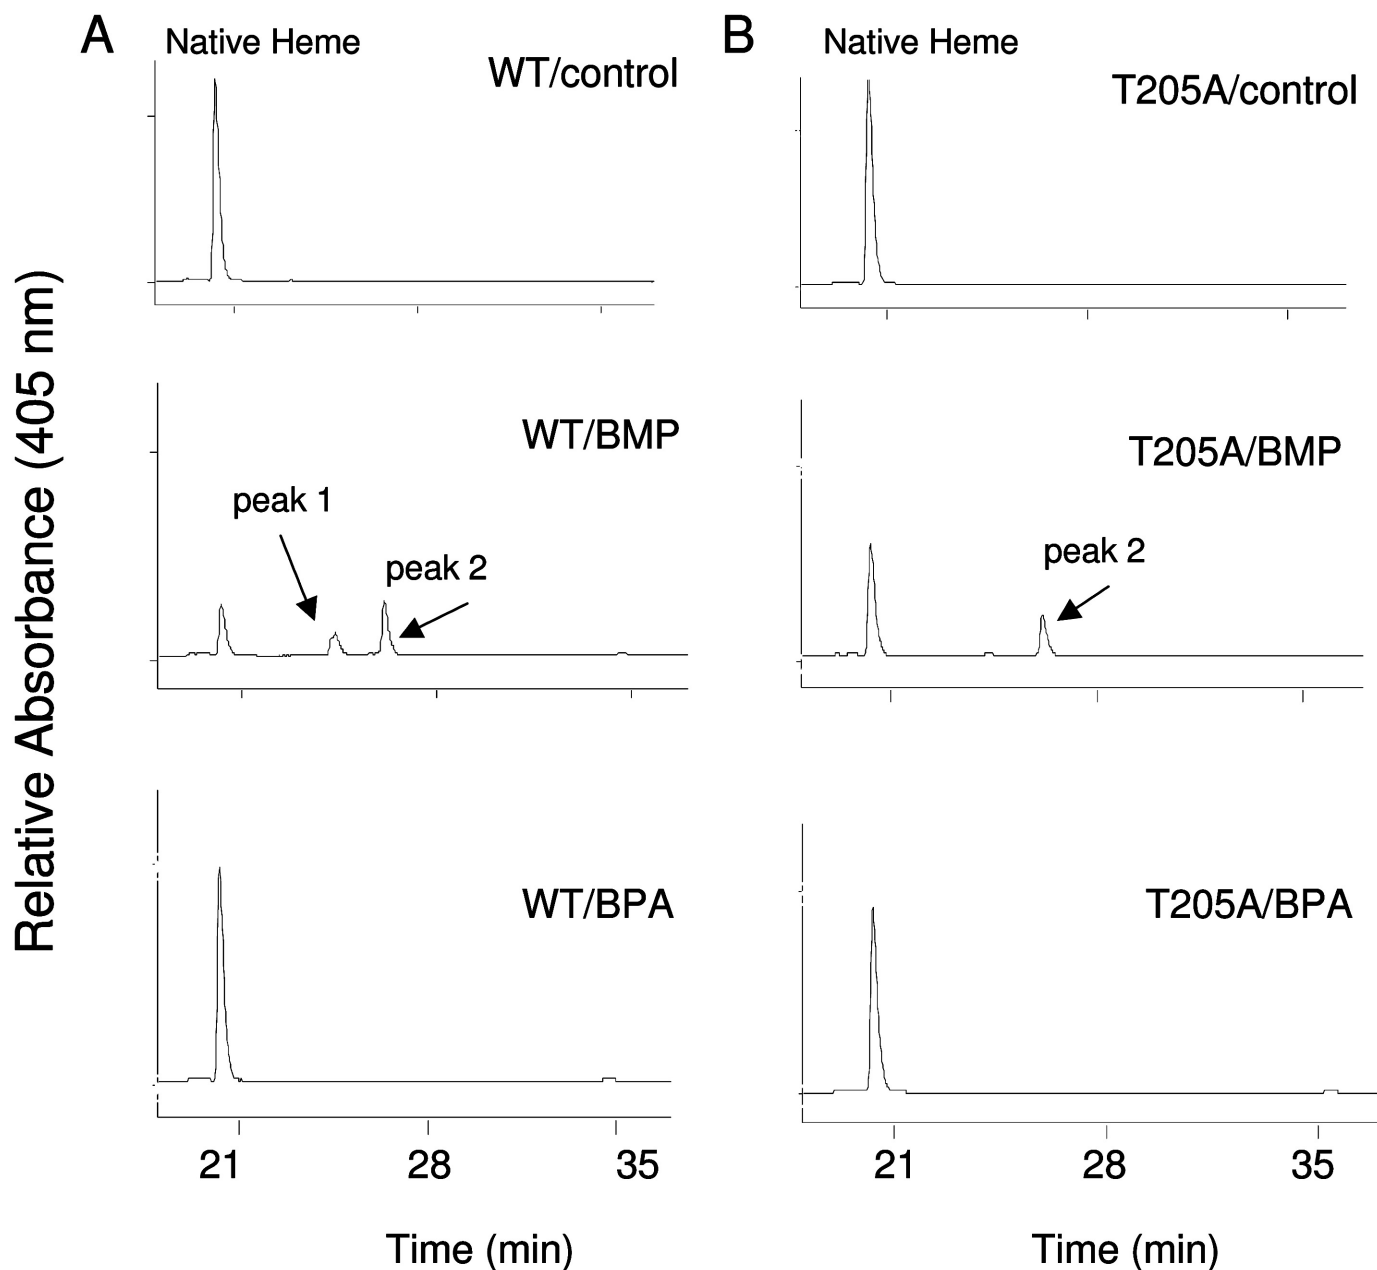 A
Native Heme
WT/control
B
Native Heme
T205A/control
Relative Absorbance (405 nm)
WT/BMP
peak 1
peak 2
T205A/BMP
peak 2
WT/BPA
T205A/BPA
21 28 35
21 28 35
Time (min)
Time (min)